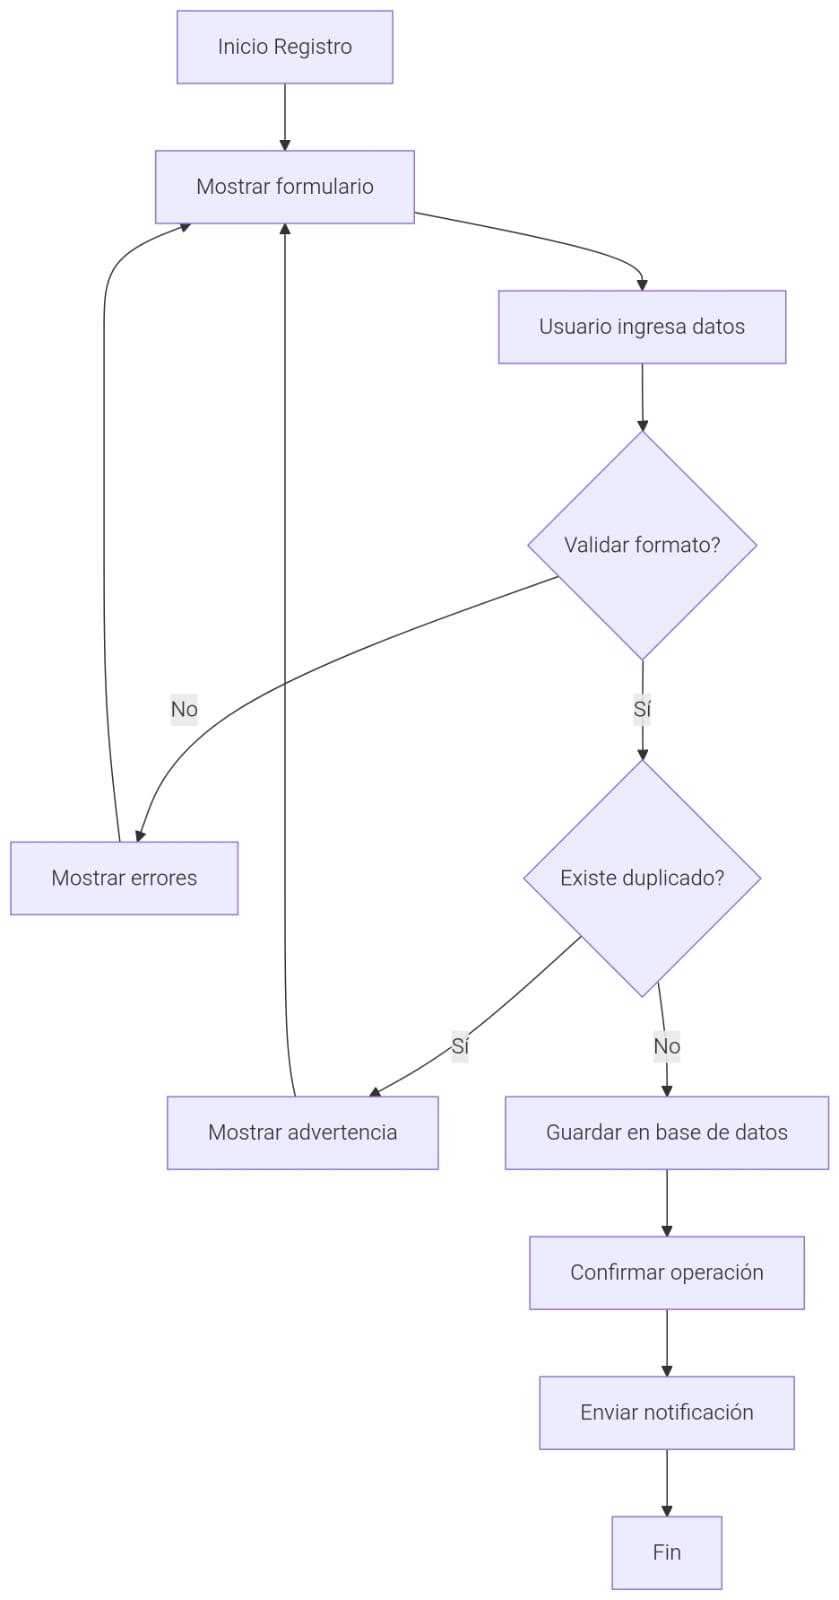 Inicio Registro
Mostrar formulario
Usuario ingresa datos
Validar formato?
No
Sí
Mostrar errores
Existe duplicado?
Sí
No
Mostrar advertencia
Guardar en base de datos
Confirmar operación
Enviar notificación
Fin